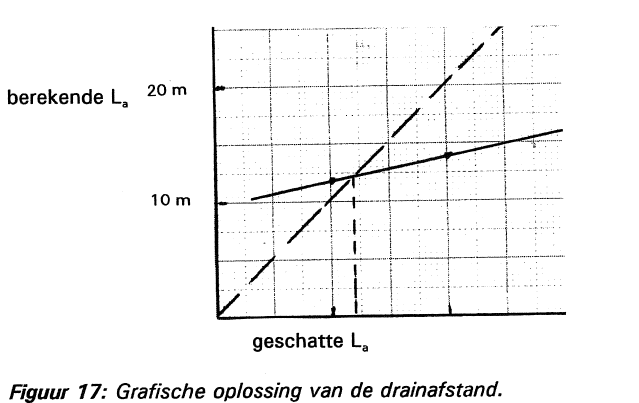 20 m
berekende Lₐ
10 m
geschatte Lₐ
Figuur 17: Grafische oplossing van de drainafstand.